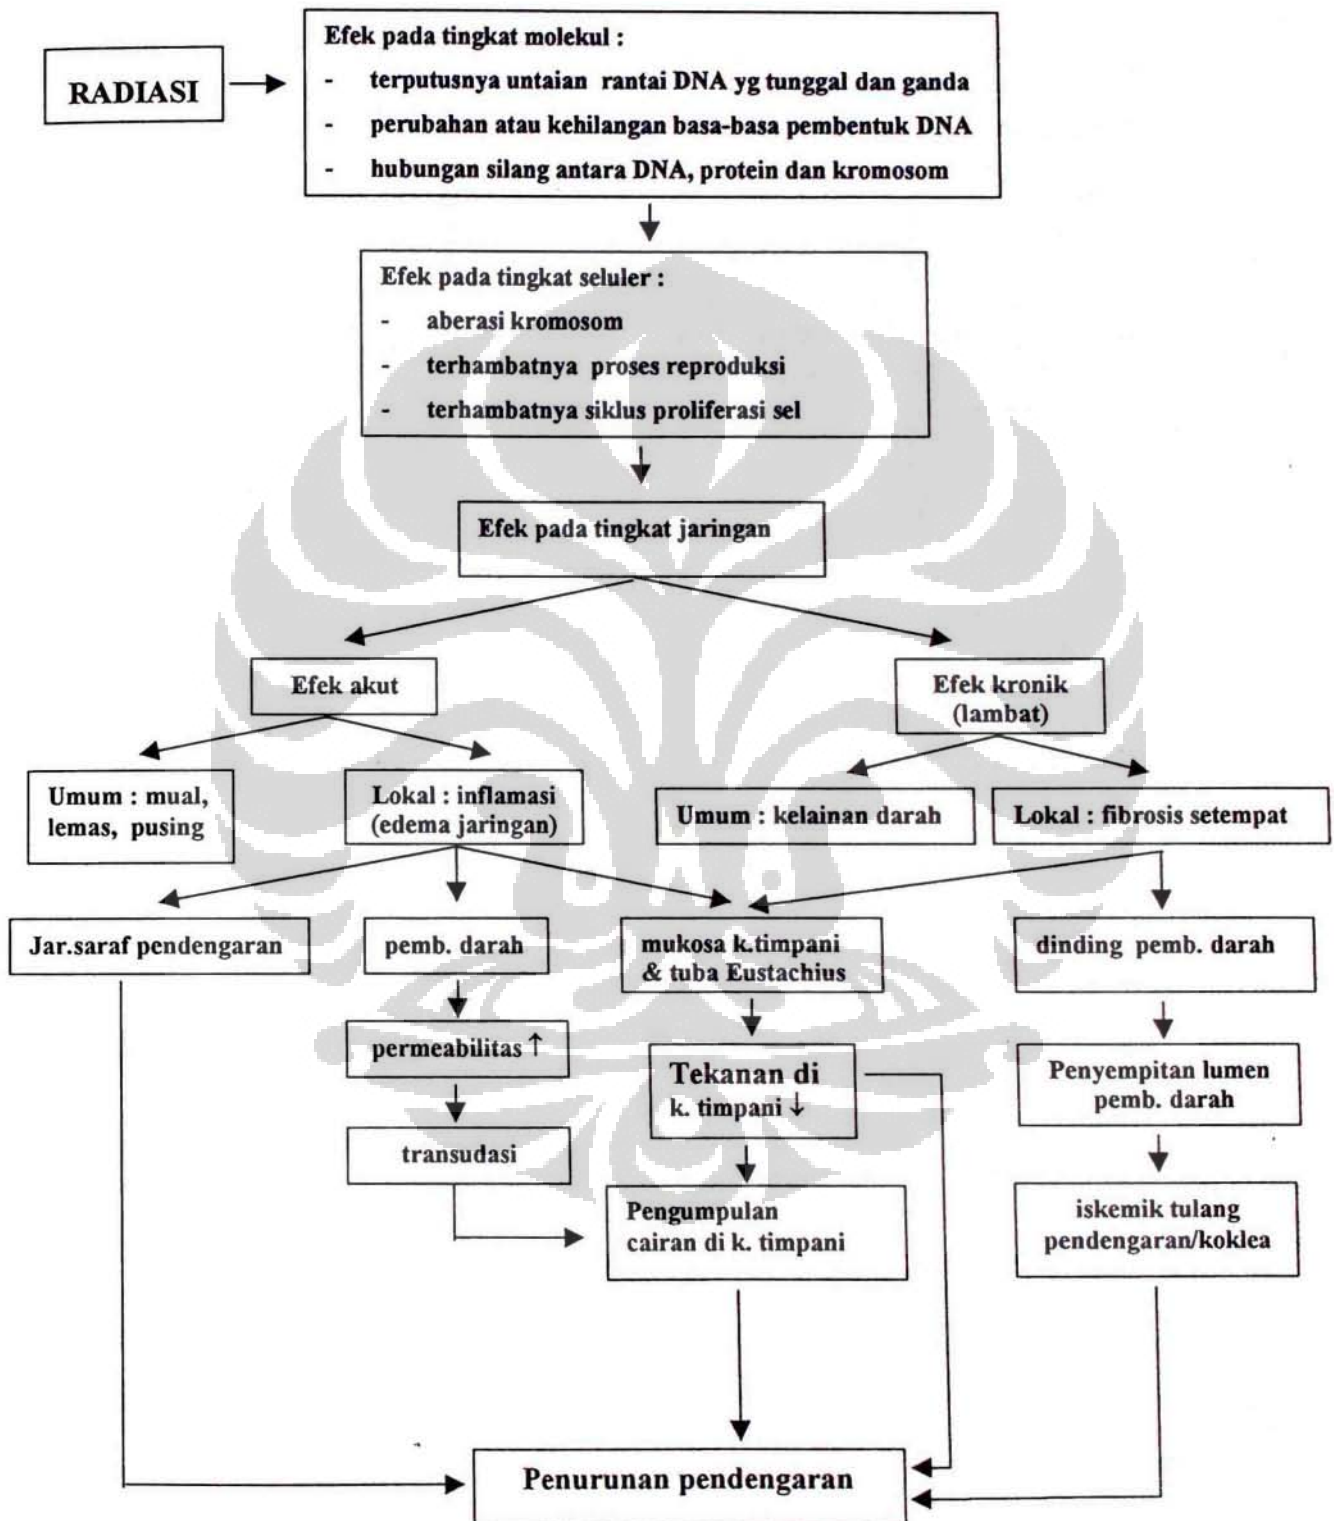 RADIASI
Efek pada tingkat molekul :
- terputusnya untaian rantai DNA yg tunggal dan ganda
- perubahan atau kehilangan basa-basa pembentuk DNA
- hubungan silang antara DNA, protein dan kromosom
Efek pada tingkat seluler :
- aberasi kromosom
- terhambatnya proses reproduksi
- terhambatnya siklus proliferasi sel
Efek pada tingkat jaringan
Efek akut
Efek kronik
(lambat)
Umum : mual,
lemas, pusing
Lokal : inflamasi
(edema jaringan)
Umum : kelainan darah
Lokal : fibrosis setempat
Jar.saraf pendengaran
pemb. darah
mukosa k.timpani
& tuba Eustachius
dinding pemb. darah
permeabilitas ↑
Tekanan di
k. timpani ↓
Penyempitan lumen
pemb. darah
transudasi
Pengumpulan
cairan di k. timpani
iskemik tulang
pendengaran/koklea
Penurunan pendengaran